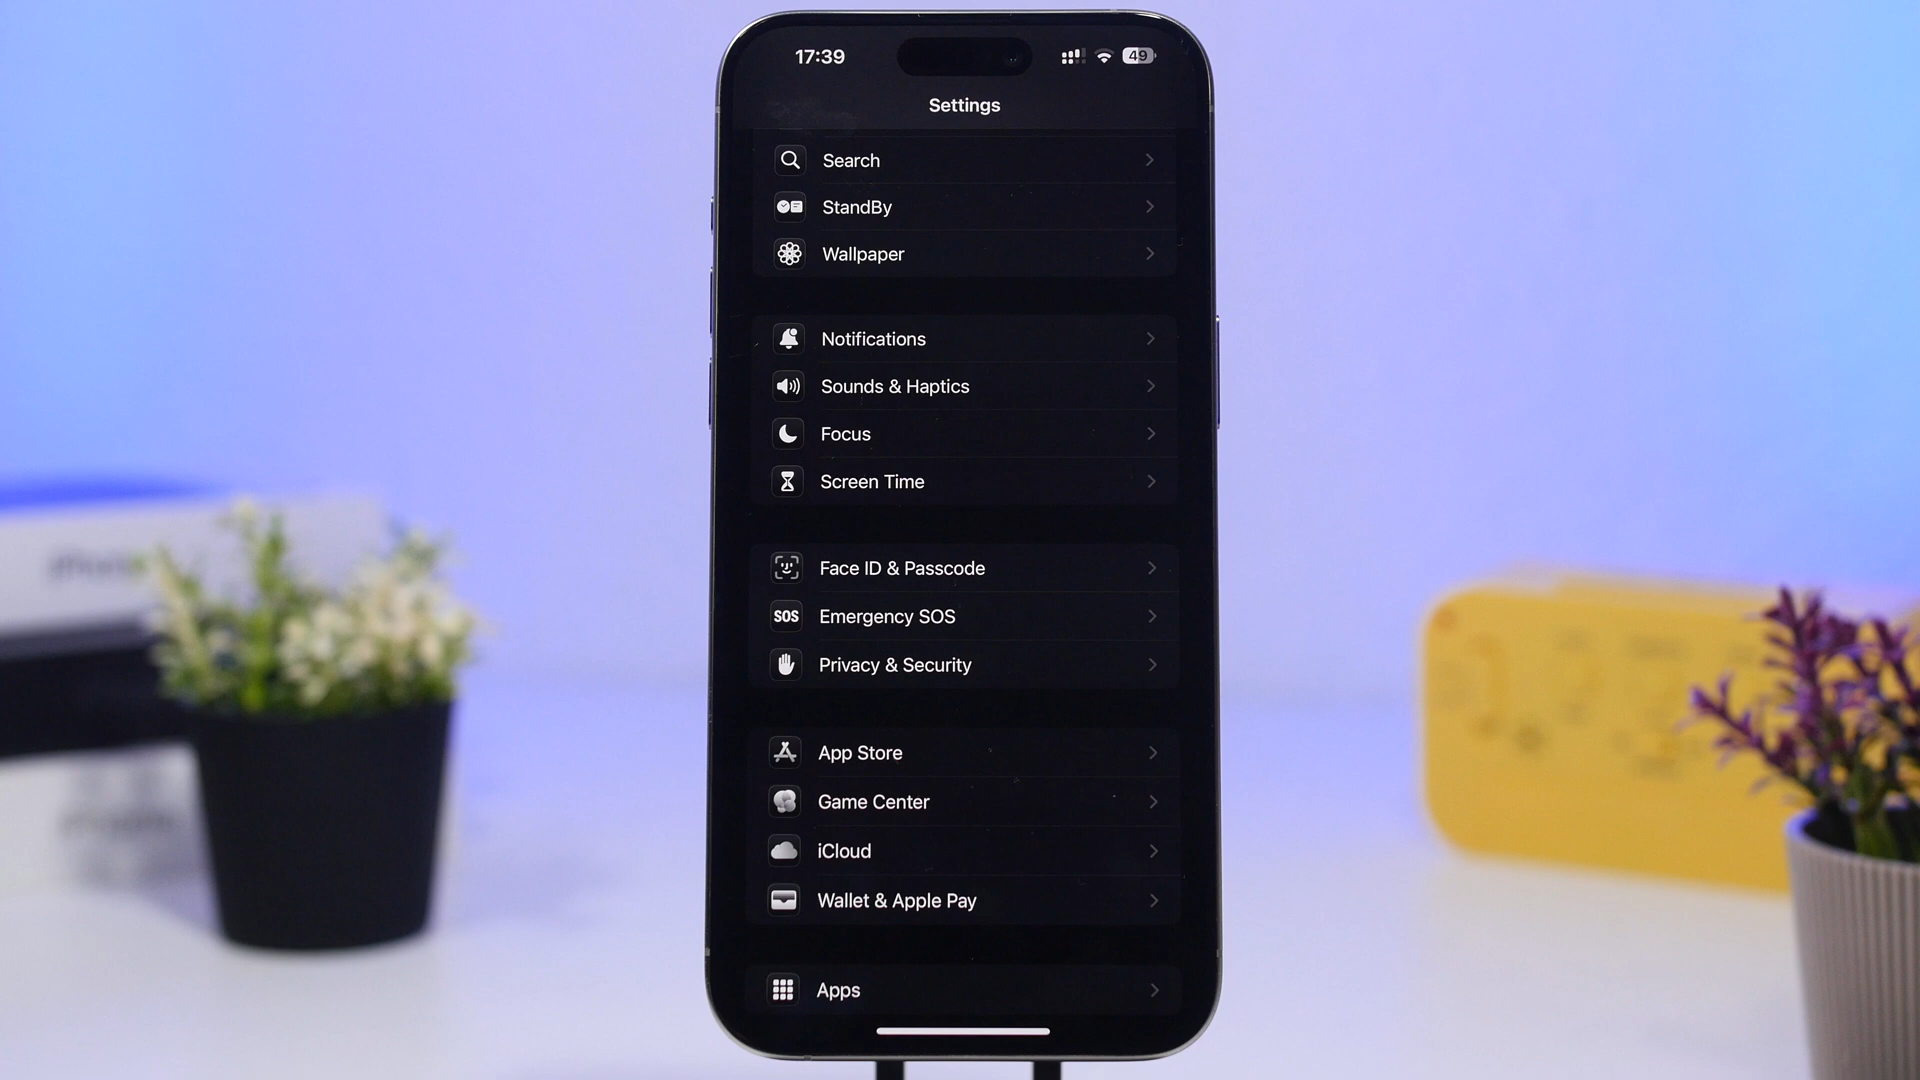 17:39
49
Settings
Search
StandBy
Wallpaper
Notifications
Sounds & Haptics
Focus
Screen Time
Face ID & Passcode
SOS
Emergency SOS
Privacy & Security
App Store
Game Center
iCloud
Wallet & Apple Pay
Apps